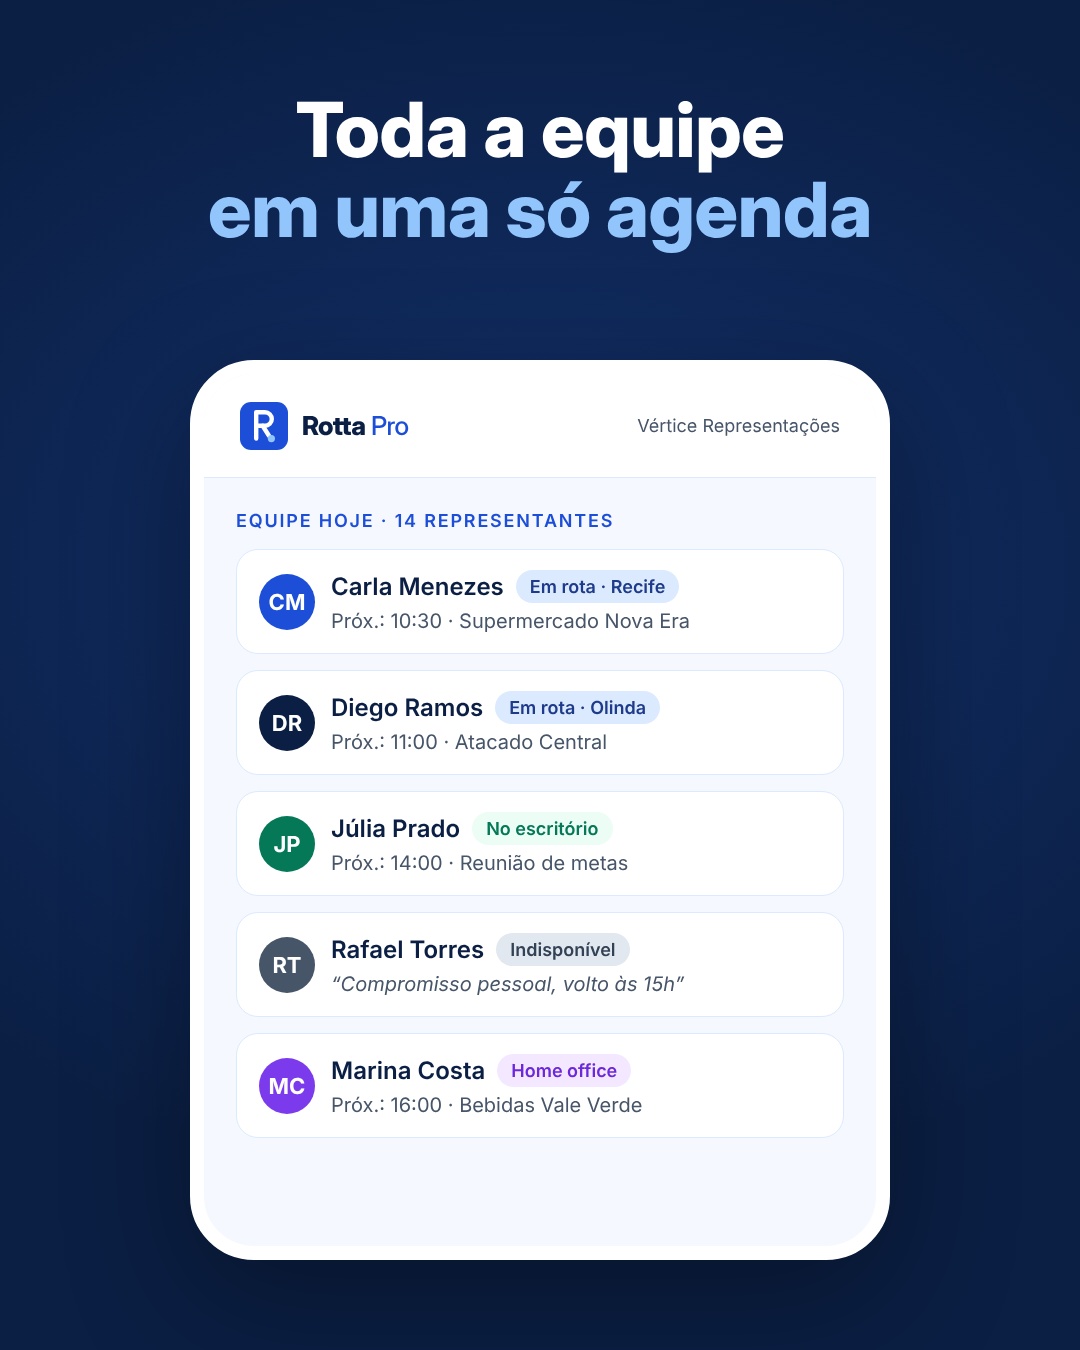 Toda a equipe
em uma só agenda
R Rotta Pro
Vértice Representações
EQUIPE HOJE · 14 REPRESENTANTES
CM
Carla Menezes Em rota · Recife
Próx.: 10:30 · Supermercado Nova Era
DR
Diego Ramos Em rota · Olinda
Próx.: 11:00 · Atacado Central
JP
Júlia Prado No escritório
Próx.: 14:00 · Reunião de metas
RT
Rafael Torres Indisponível
“Compromisso pessoal, volto às 15h”
MC
Marina Costa Home office
Próx.: 16:00 · Bebidas Vale Verde